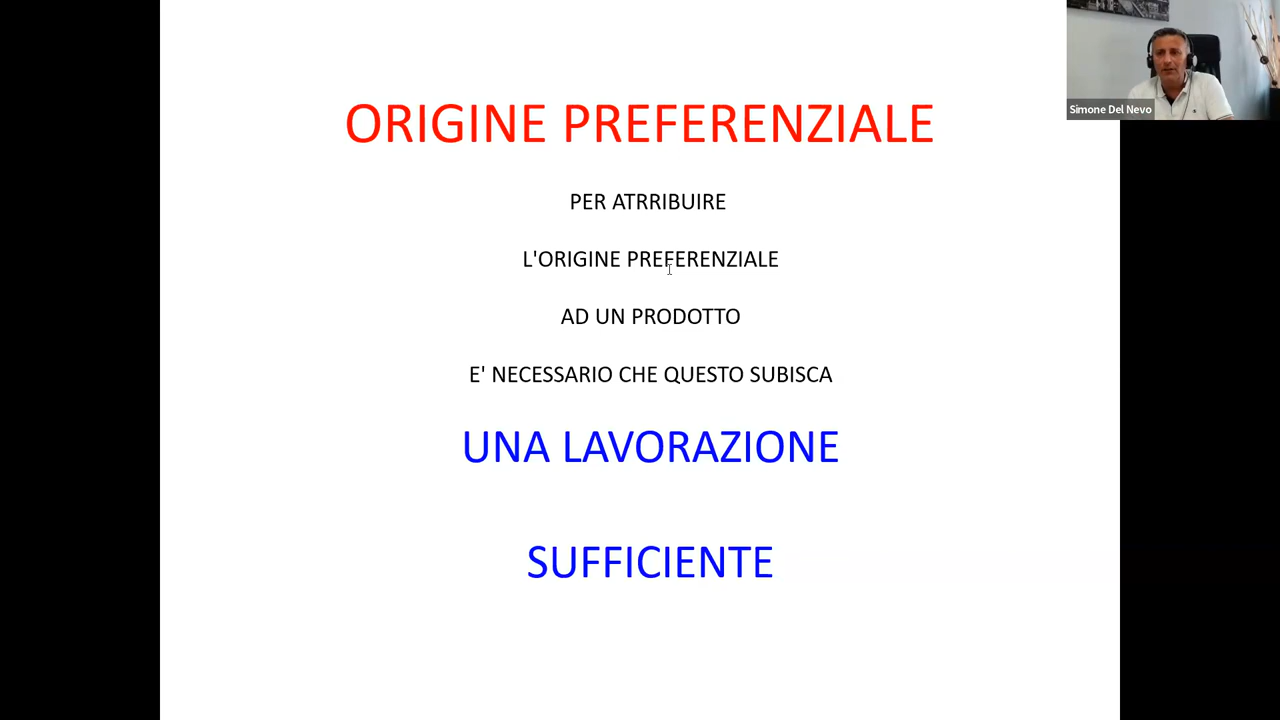 ORIGINE PREFERENZIALE
PER ATRRIBUIRE
L'ORIGINE PREFERENZIALE
AD UN PRODOTTO
E' NECESSARIO CHE QUESTO SUBISCA
UNA LAVORAZIONE
SUFFICIENTE
Simone Del Nevo